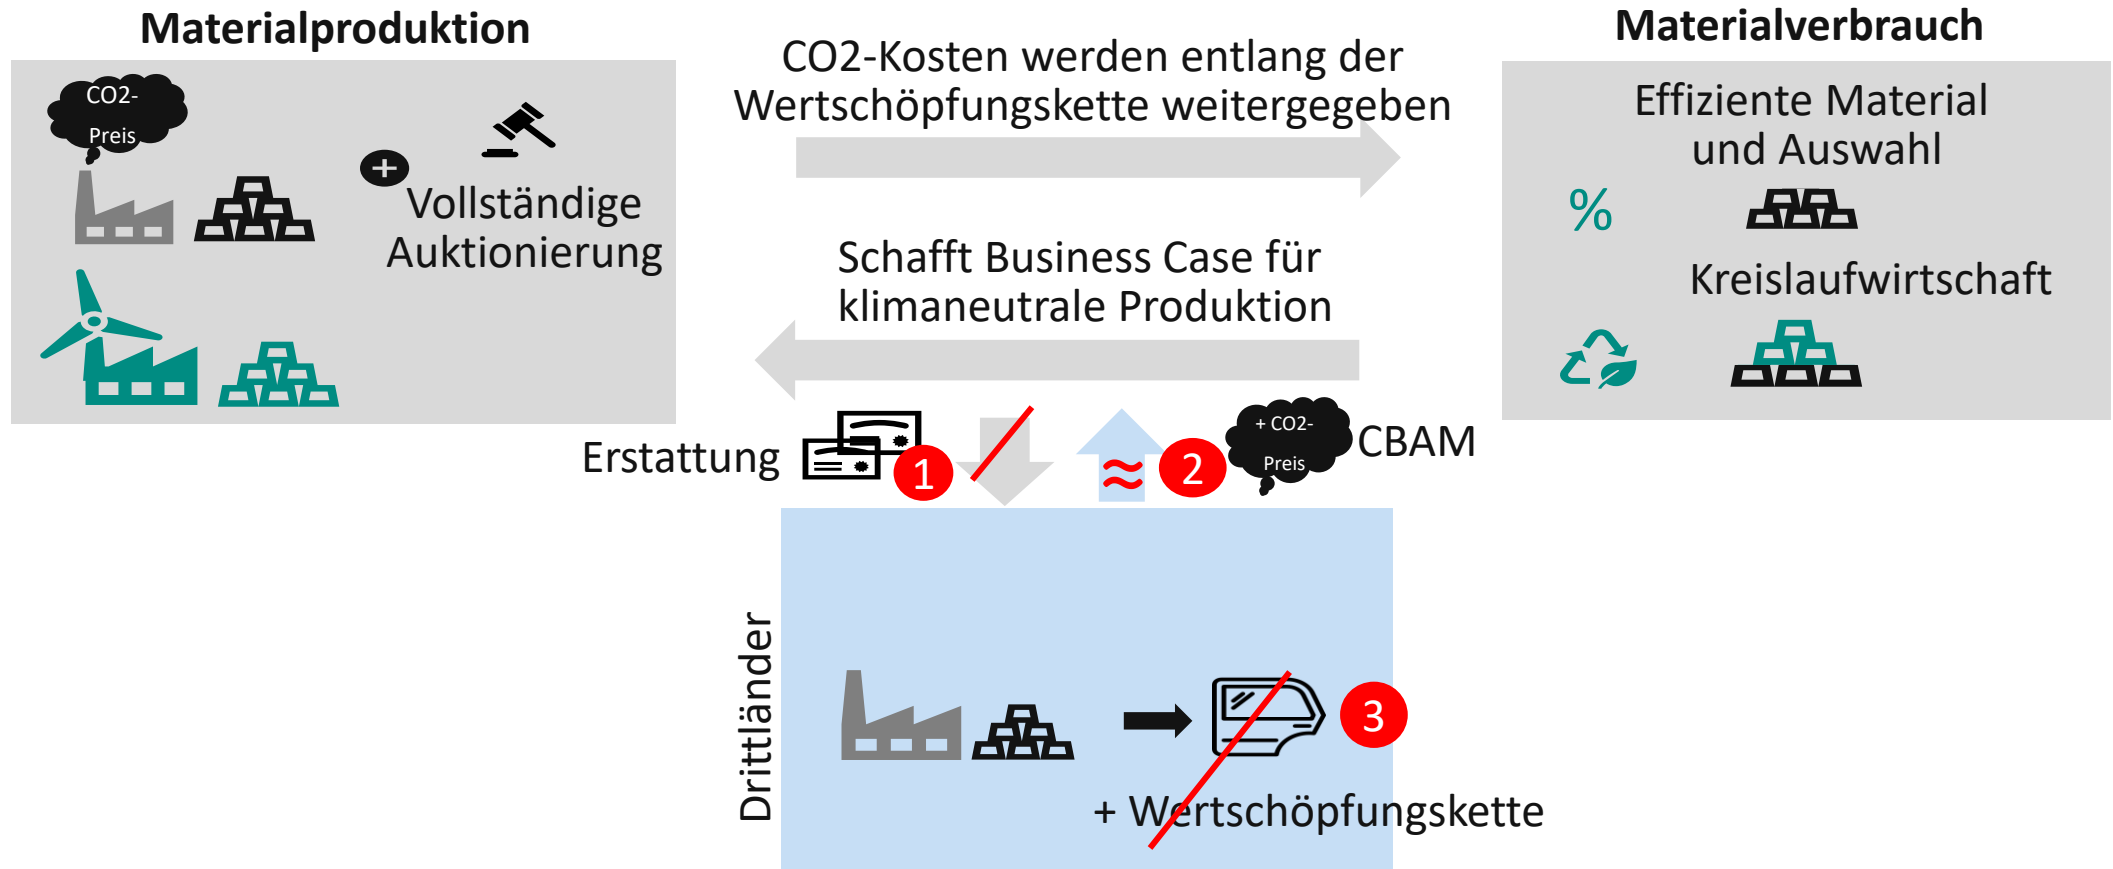 Materialproduktion
CO2-
Preis
+
Vollständige
Auktionierung
CO2-Kosten werden entlang der
Wertschöpfungskette weitergegeben
Schafft Business Case für
klimaneutrale Produktion
Materialverbrauch
Effiziente Material
und Auswahl
%
Kreislaufwirtschaft
Erstattung
1
≈
2
+ CO2-
Preis
CBAM
Drittländer
3
+ Wertschöpfungskette